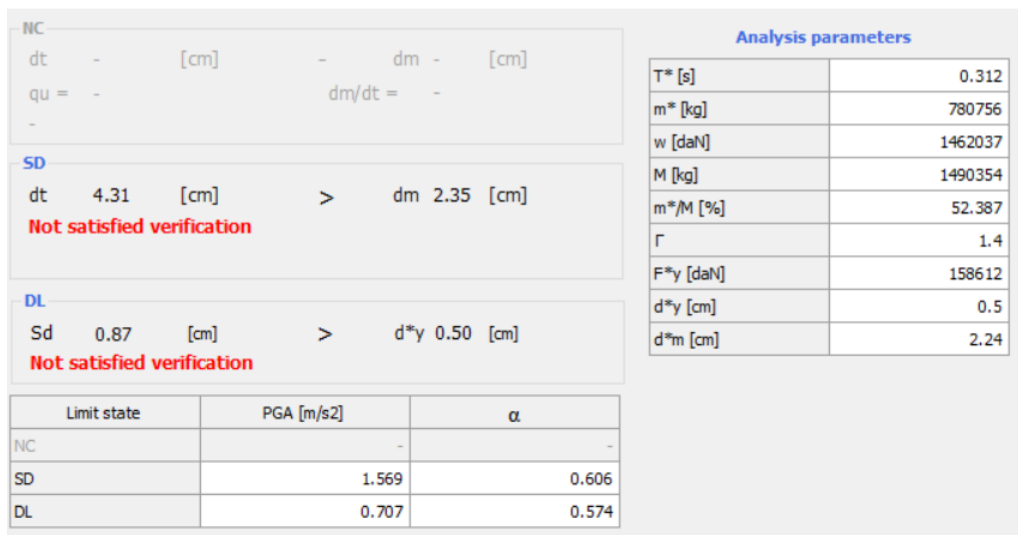 NC
dt - [cm] - dm - [cm]
qu = - dm/dt = -
-
SD
dt 4.31 [cm] > dm 2.35 [cm]
Not satisfied verification
DL
Sd 0.87 [cm] > d*y 0.50 [cm]
Not satisfied verification
Limit state PGA [m/s2] α
NC - -
SD 1.569 0.606
DL 0.707 0.574
Analysis parameters
T* [s] 0.312
m* [kg] 780756
w [daN] 1462037
M [kg] 1490354
m*/M [%] 52.387
Γ 1.4
F*y [daN] 158612
d*y [cm] 0.5
d*m [cm] 2.24